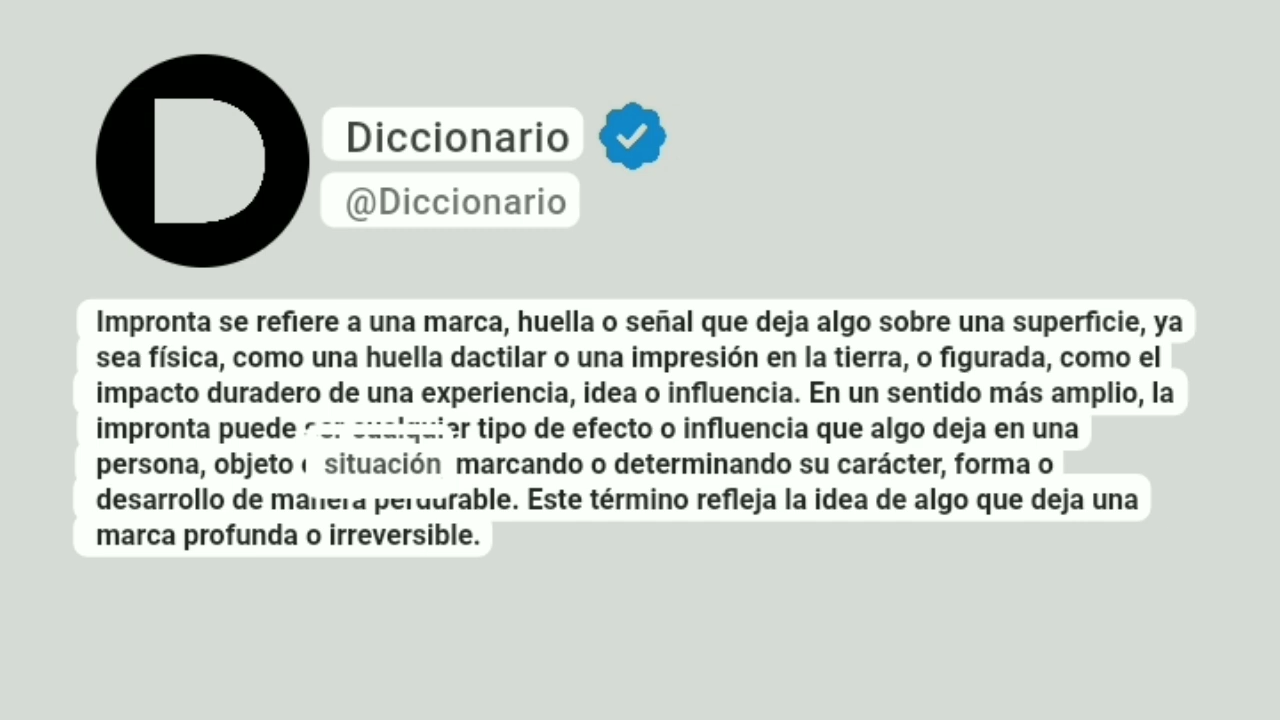 Diccionario
@Diccionario
Impronta se refiere a una marca, huella o señal que deja algo sobre una superficie, ya
sea física, como una huella dactilar o una impresión en la tierra, o figurada, como el
impacto duradero de una experiencia, idea o influencia. En un sentido más amplio, la
impronta puede ser cualquier tipo de efecto o influencia que algo deja en una
persona, objeto situación marcando o determinando su carácter, forma o
desarrollo de manera perdurable. Este término refleja la idea de algo que deja una
marca profunda o irreversible.